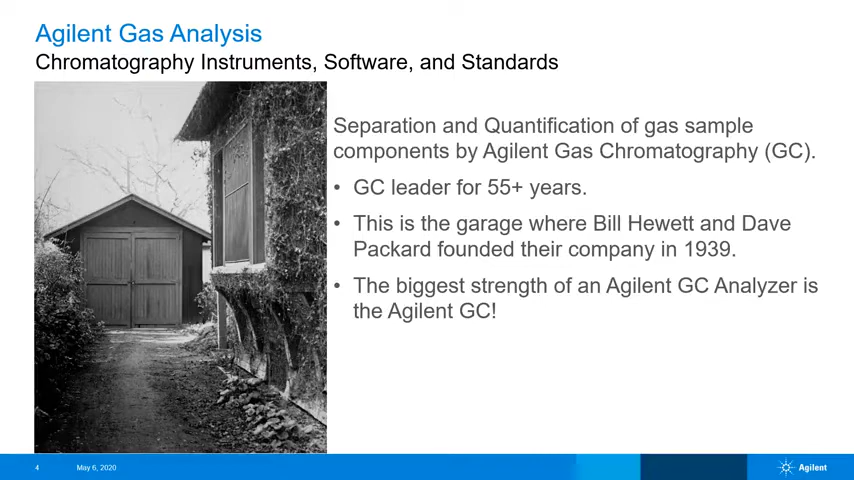 Agilent Gas Analysis
Chromatography Instruments, Software, and Standards
Separation and Quantification of gas sample
components by Agilent Gas Chromatography (GC).
• GC leader for 55+ years.
• This is the garage where Bill Hewett and Dave
Packard founded their company in 1939.
• The biggest strength of an Agilent GC Analyzer is
the Agilent GC!
4 May 6, 2020 Agilent